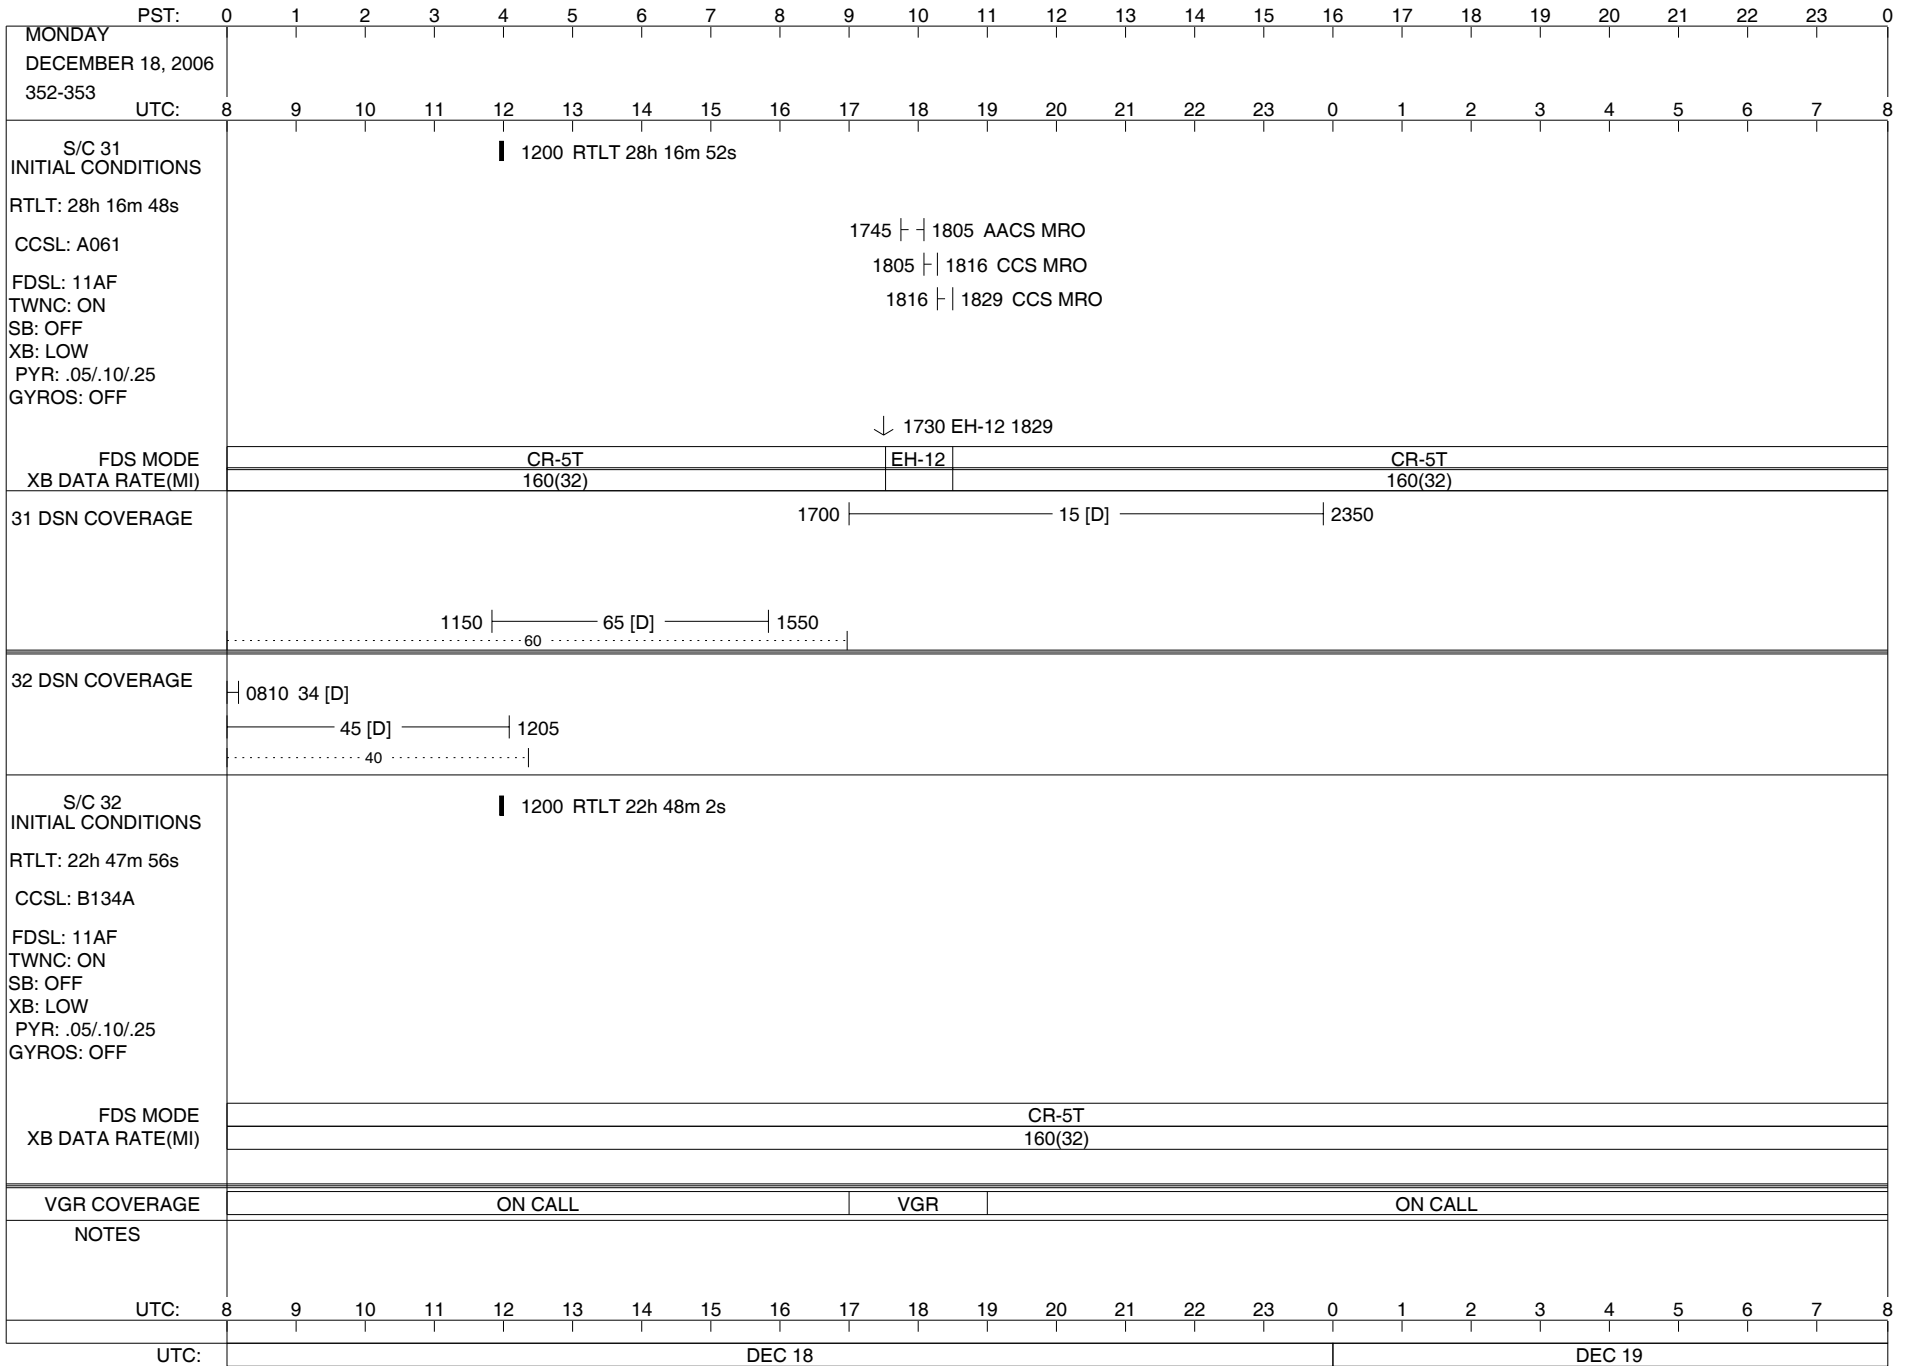 PST: 0 1 2 3 4 5 6 7 8 9 10 11 12 13 14 15 16 17 18 19 20 21 22 23 0
MONDAY
DECEMBER 18, 2006
352-353
UTC: 8 9 10 11 12 13 14 15 16 17 18 19 20 21 22 23 0 1 2 3 4 5 6 7 8
S/C 31
INITIAL CONDITIONS
1200 RTLT 28h 16m 52s
RTLT: 28h 16m 48s
1745 1805 AACS MRO
CCSL: A061
1805 1816 CCS MRO
FDSL: 11AF
1816 1829 CCS MRO
TWNC: ON
SB: OFF
XB: LOW
PYR: .05/.10/.25
GYROS: OFF
1730 EH-12 1829
FDS MODE CR-5T EH-12 CR-5T
XB DATA RATE(MI) 160(32) 160(32)
31 DSN COVERAGE 1700 15 [D] 2350
1150 65 [D] 1550
60
32 DSN COVERAGE
0810 34 [D]
45 [D] 1205
40
S/C 32
INITIAL CONDITIONS
1200 RTLT 22h 48m 2s
RTLT: 22h 47m 56s
CCSL: B134A
FDSL: 11AF
TWNC: ON
SB: OFF
XB: LOW
PYR: .05/.10/.25
GYROS: OFF
FDS MODE CR-5T
XB DATA RATE(MI) 160(32)
VGR COVERAGE ON CALL VGR ON CALL
NOTES
UTC: 8 9 10 11 12 13 14 15 16 17 18 19 20 21 22 23 0 1 2 3 4 5 6 7 8
UTC: DEC 18 DEC 19